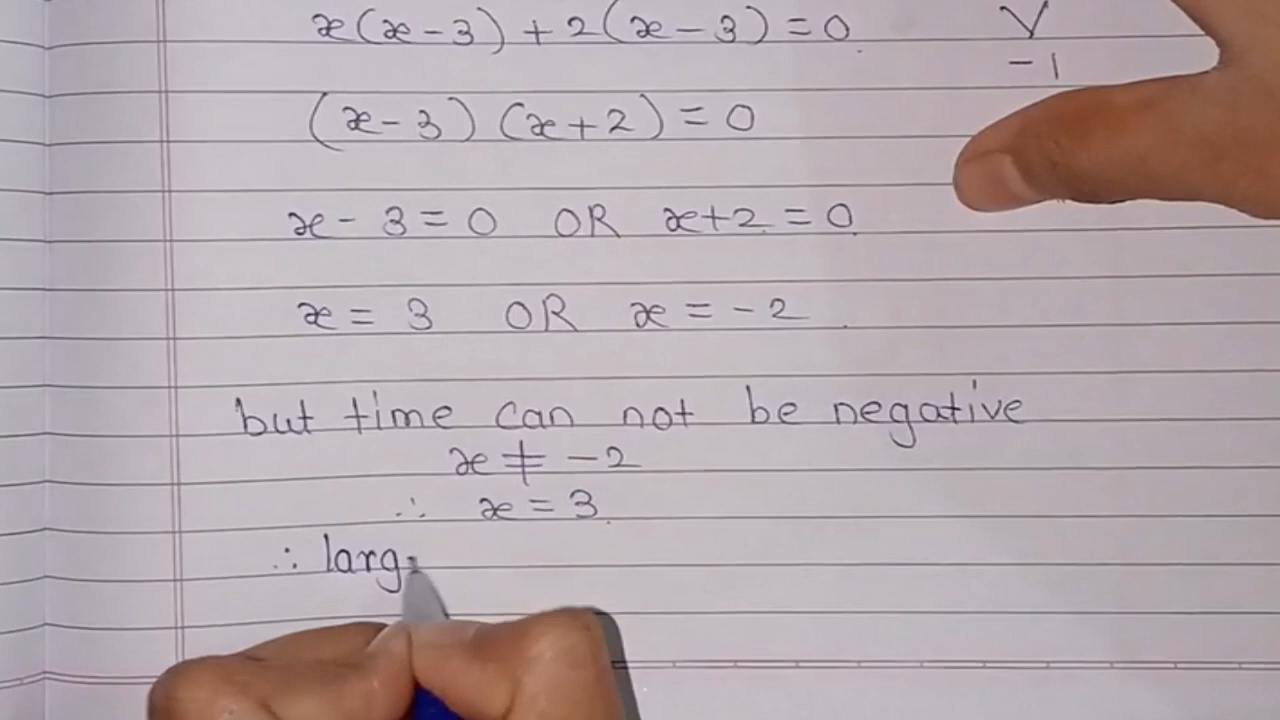 x(x-3)+2(x-3)=0
-1
(x-3)(x+2)=0
x-3=0 OR x+2=0
x=3 OR x=-2
but time can not be negative
x≠-2
∴ x=3
∴ larg